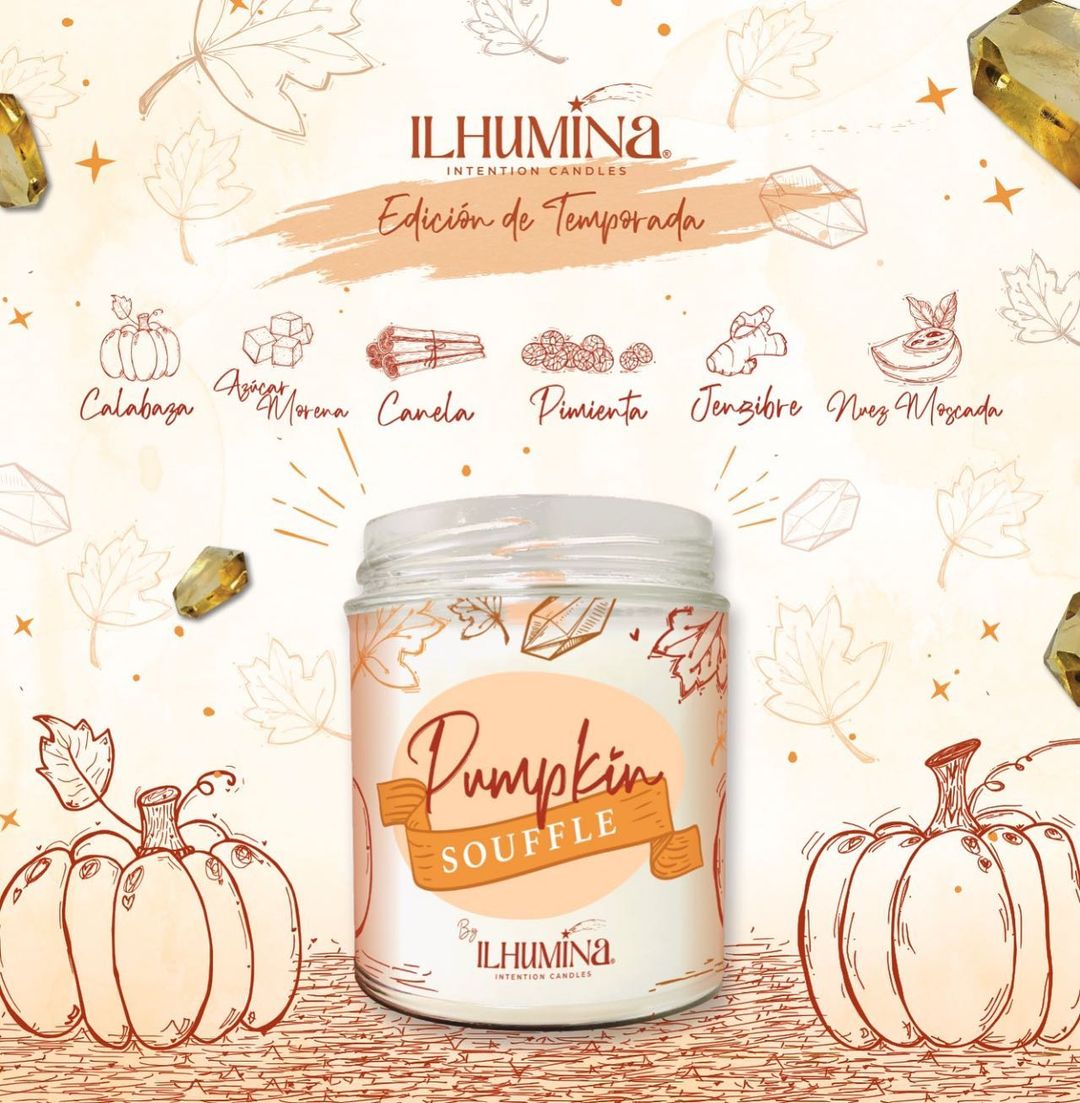 ILHUMINa®
INTENTION CANDLES
Edición de Temporada
Calabaza
Azúcar
Morena
Canela
Pimienta
Jenzibre
Nuez Moscada
Pumpkin
SOUFFLE
By
ILHUMINa®
INTENTION CANDLES